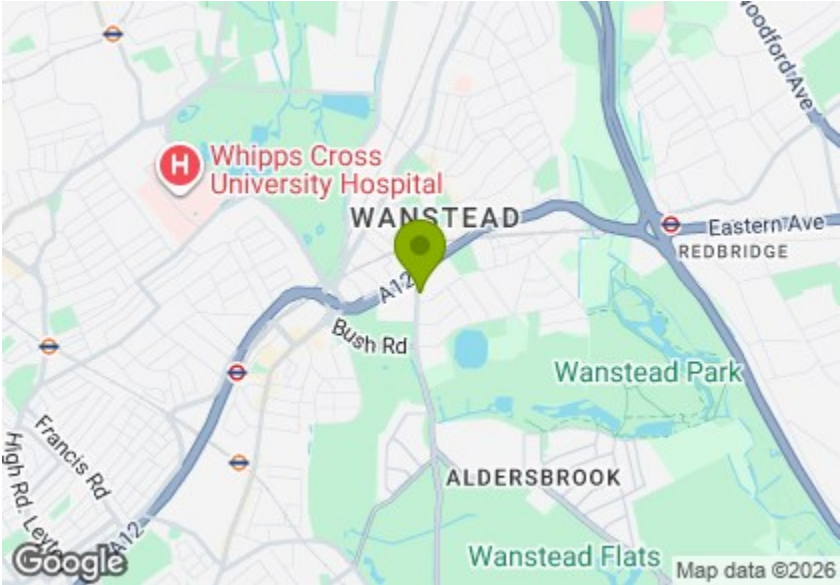 Woodford Ave
H
Whipps Cross
University Hospital
WANSTEAD
Eastern Ave
REDBRIDGE
A12
Bush Rd
Wanstead Park
Francis Rd
High Rd. Leyt
ALDERSBROOK
A12
Wanstead Flats
Google
Map data ©2026